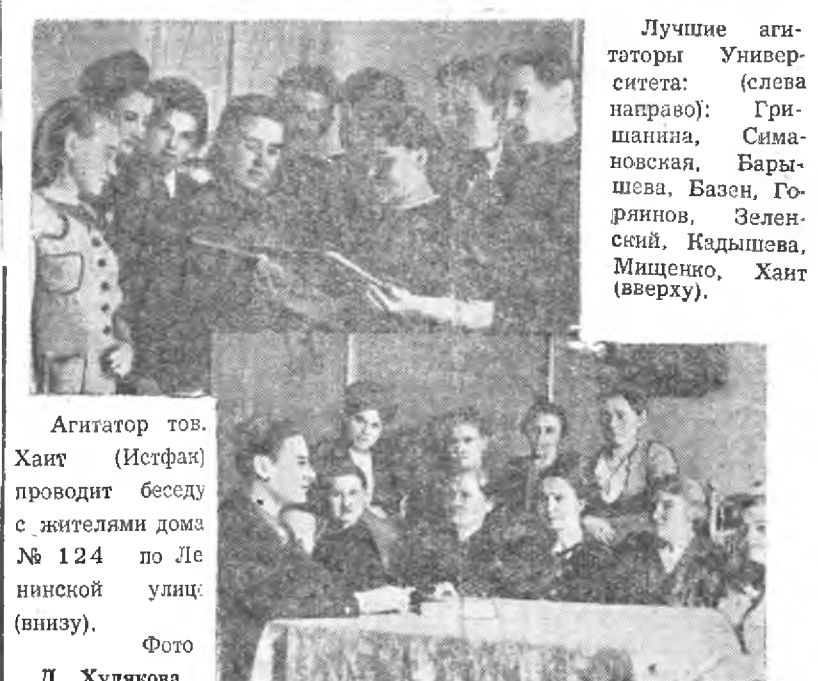 Лучшие аги-
таторы Универ-
ситета: (слева
направо): Гри-
шанина, Сима-
новская, Бары-
шева, Базен, Го-
ряинов, Зелен-
ский, Кадышева,
Мищенко, Хаит
(вверху).
Агитатор тов.
Хаит (Истфак)
проводит беседу
с жителями дома
№ 124 по Ле
нинской улиц
(внизу).
Фото
Худякова